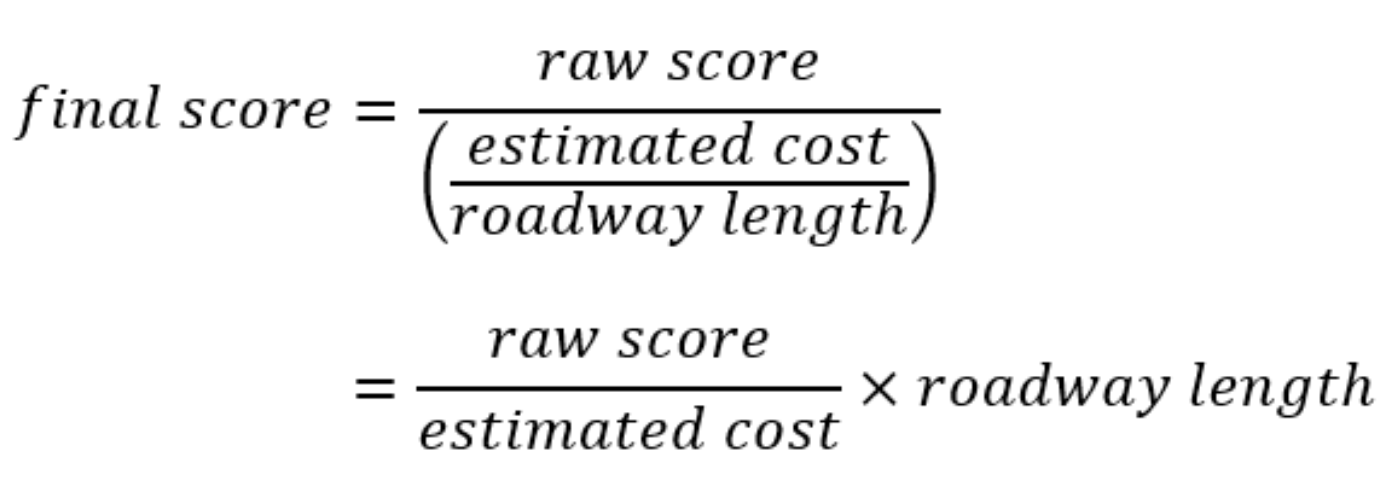 final score = raw score / (estimated cost / roadway length)
= raw score / estimated cost × roadway length